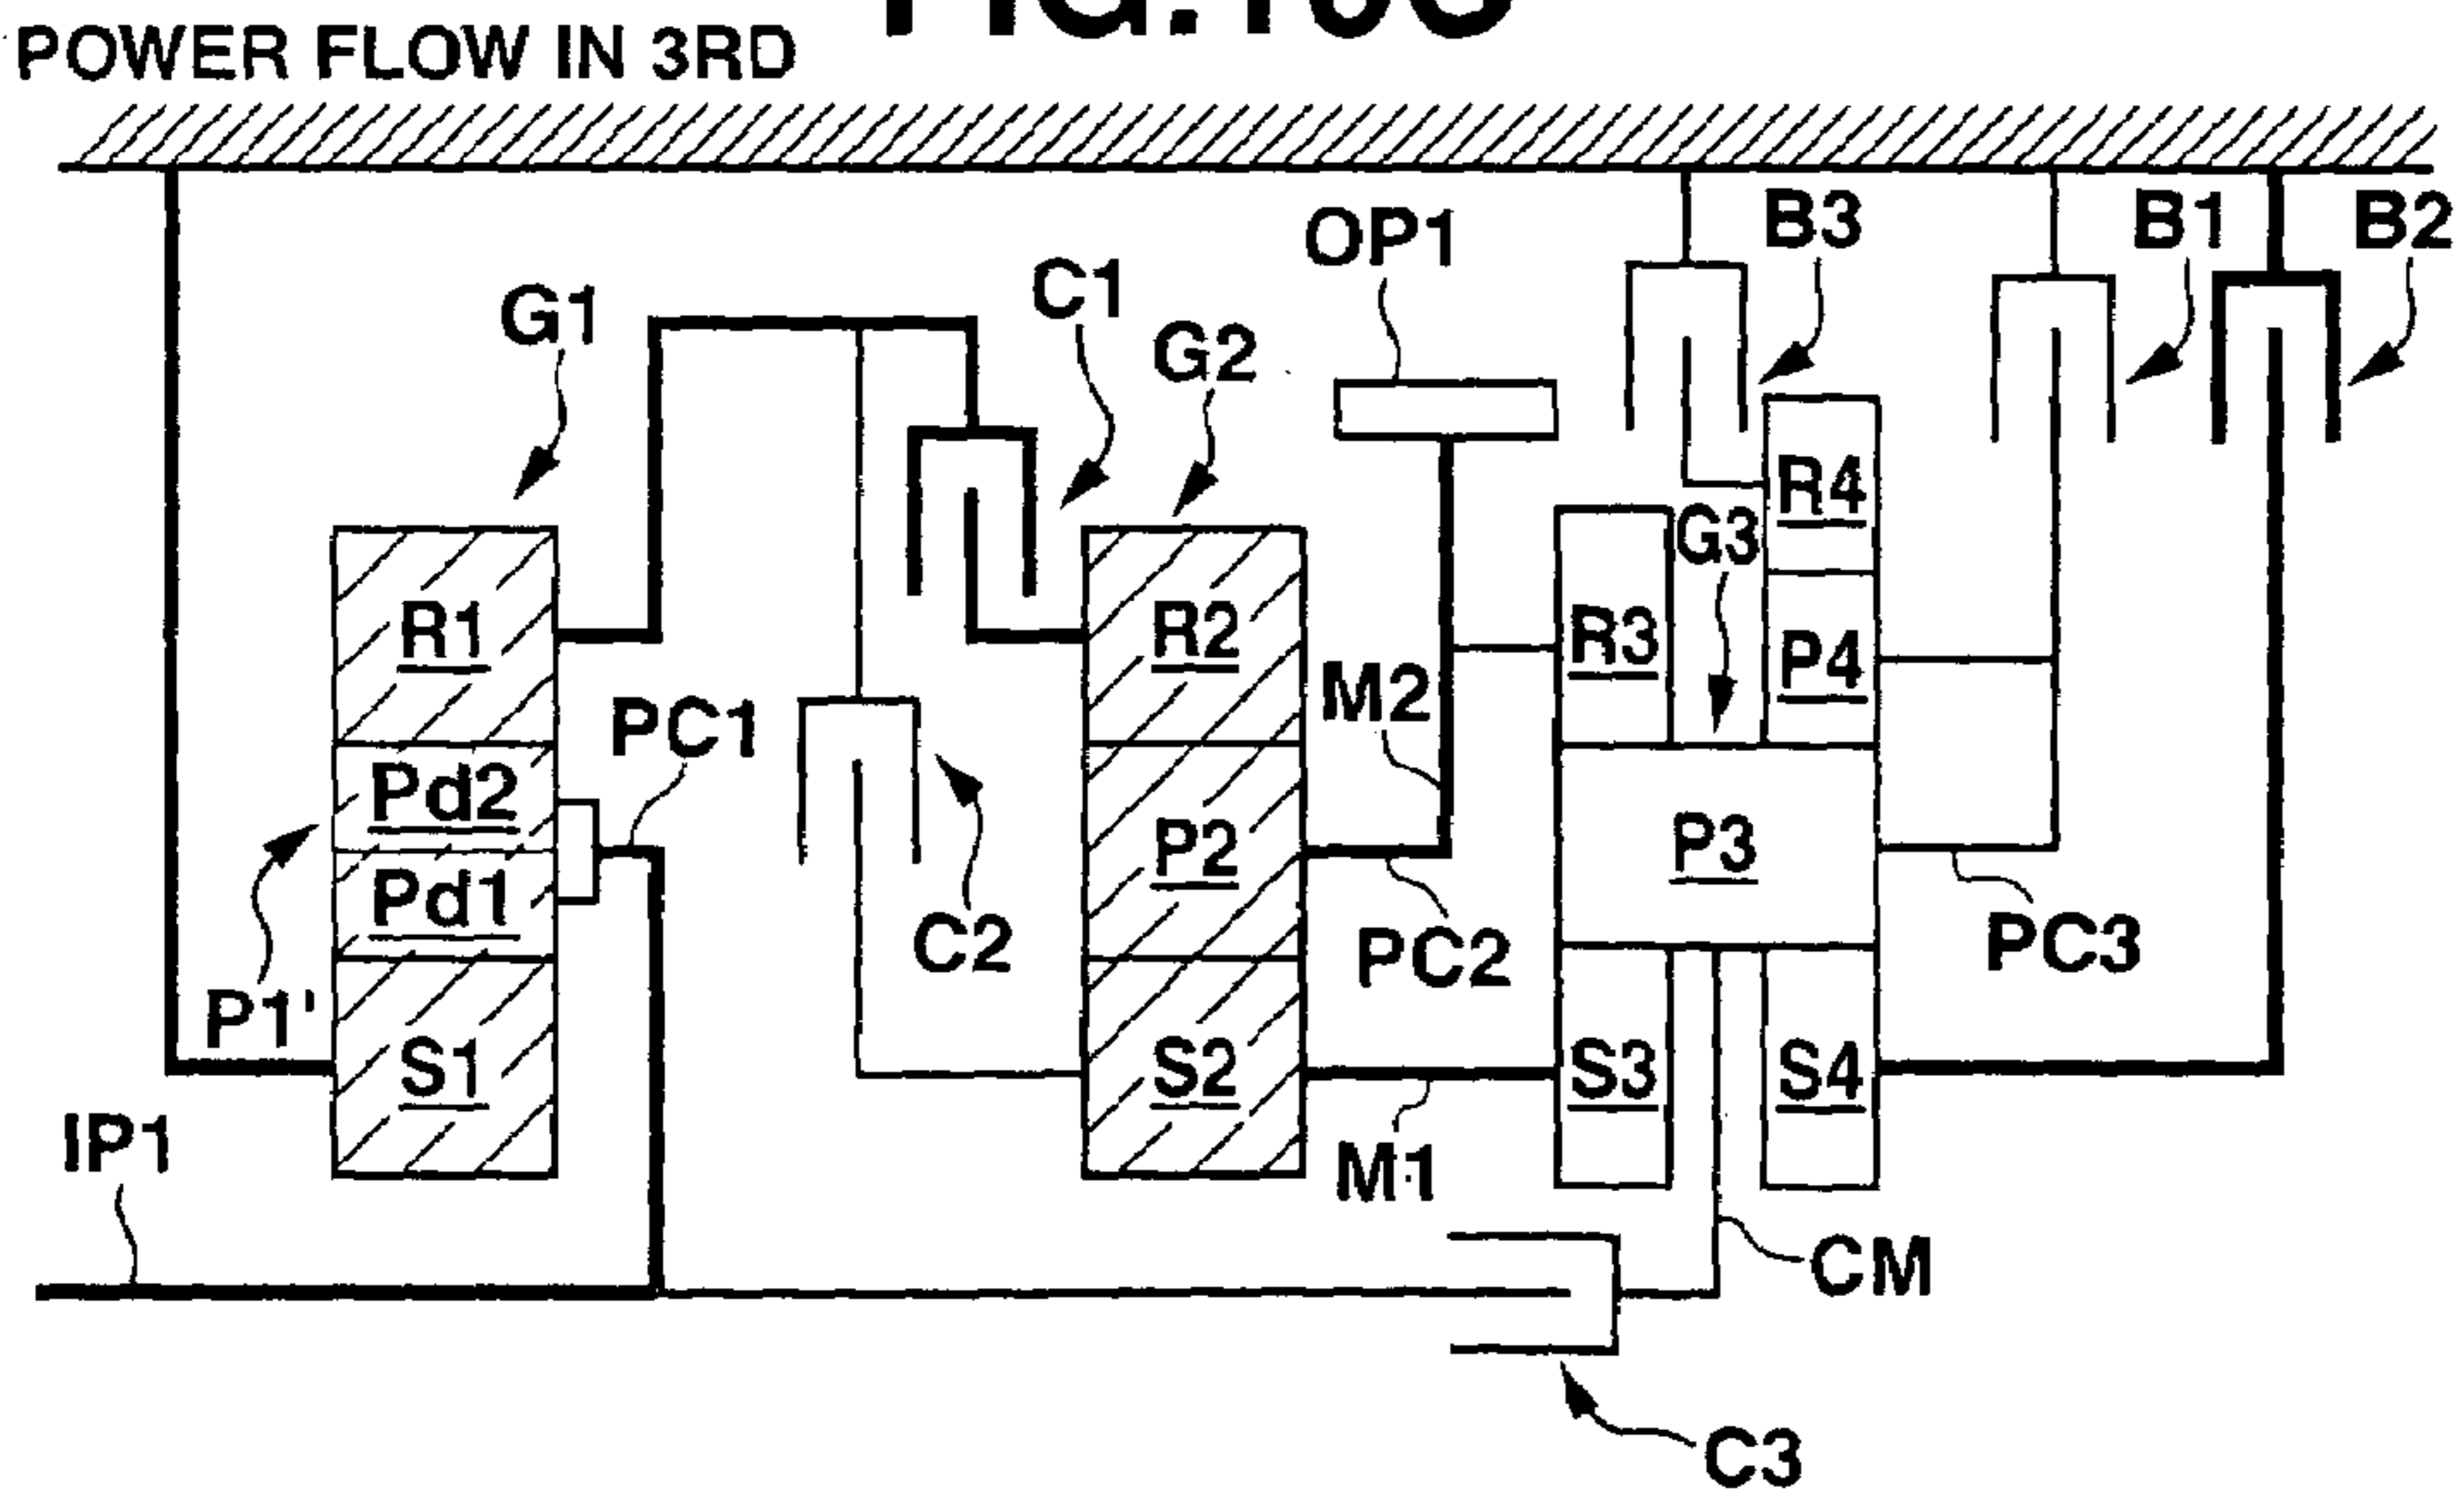 POWER FLOW IN 3RD
B3
B1
B2
OP1
C1
G1
G2
R4
G3
R1
R2
R3
P4
M2
PC1
Pd2
P2
P3
Pd1
C2
PC2
PC3
P1'
S1
S2
S3
S4
IP1
M1
CM
C3